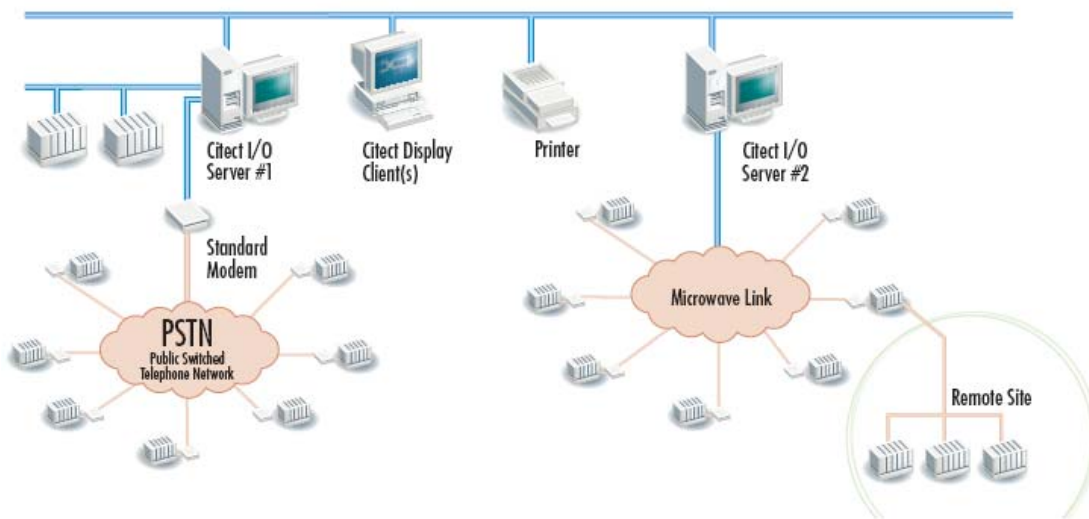 Citect I/O
Server #1
Citect Display
Client(s)
Printer
Citect I/O
Server #2
Standard
Modem
PSTN
Public Switched
Telephone Network
Microwave Link
Remote Site